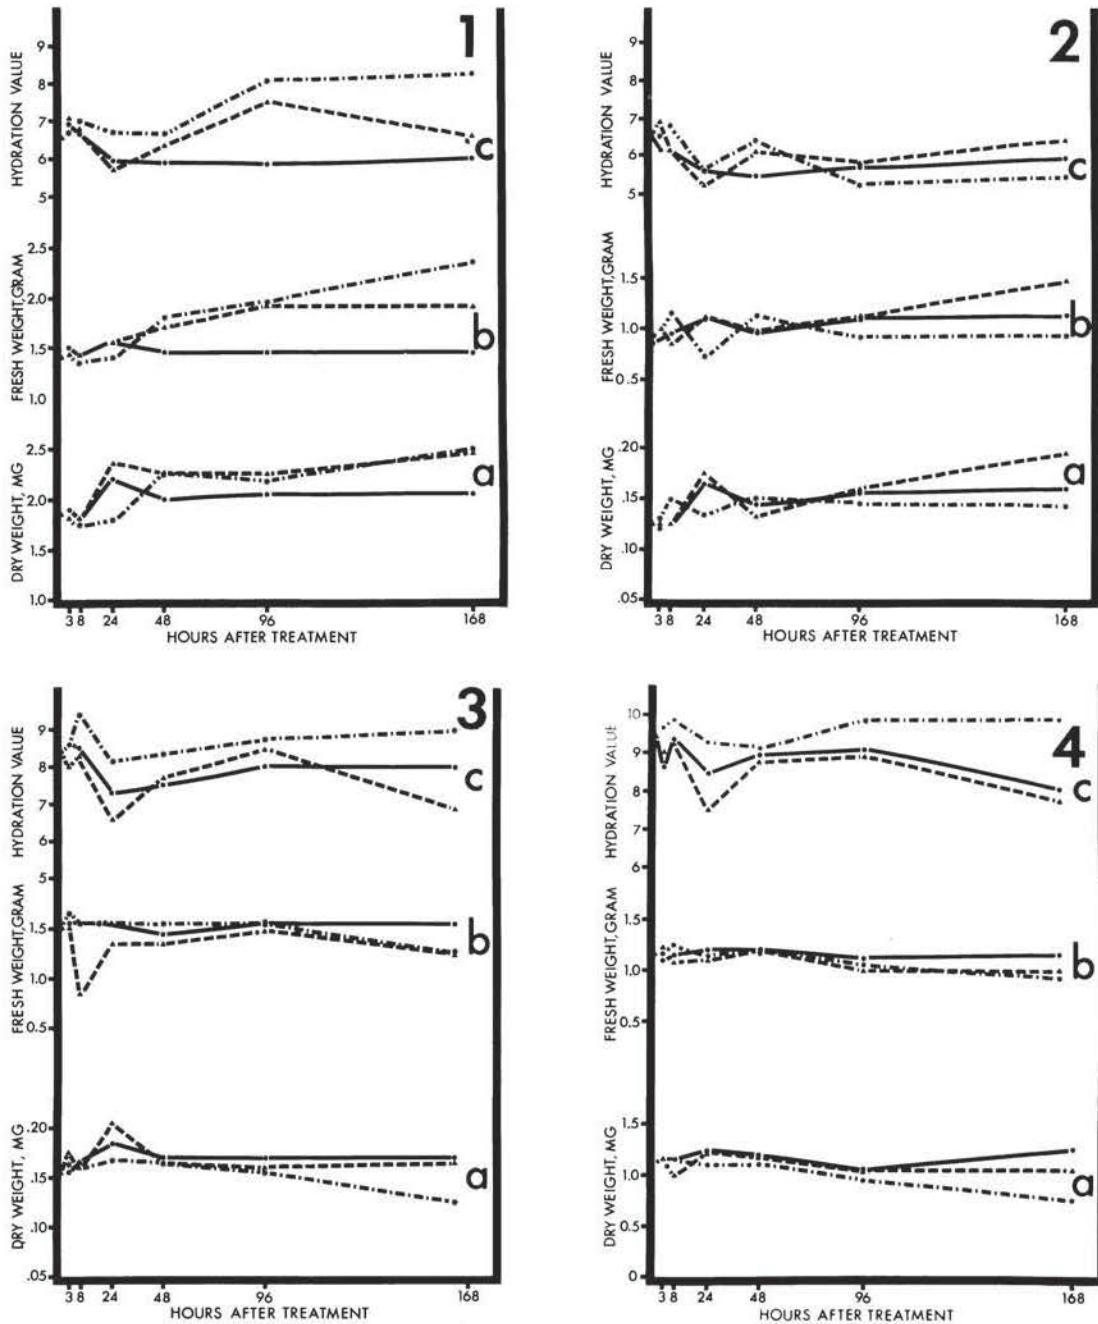 1
HYDRATION VALUE
9
8
7
6
5
c
FRESH WEIGHT, GRAM
2.5
2.0
1.5
1.0
b
DRY WEIGHT, MG
2.5
2.0
1.5
1.0
a
3 8 24 48 96 168
HOURS AFTER TREATMENT
2
HYDRATION VALUE
9
8
7
6
5
c
FRESH WEIGHT, GRAM
1.5
1.0
0.5
b
DRY WEIGHT, MG
.20
.15
.10
.05
a
3 8 24 48 96 168
HOURS AFTER TREATMENT
3
HYDRATION VALUE
9
8
7
6
5
c
FRESH WEIGHT, GRAM
1.5
1.0
0.5
b
DRY WEIGHT, MG
.20
.15
.10
.05
a
3 8 24 48 96 168
HOURS AFTER TREATMENT
4
HYDRATION VALUE
10
9
8
7
6
c
FRESH WEIGHT, GRAM
1.5
1.0
0.5
b
DRY WEIGHT, MG
1.5
1.0
0.5
0
a
3 8 24 48 96 168
HOURS AFTER TREATMENT